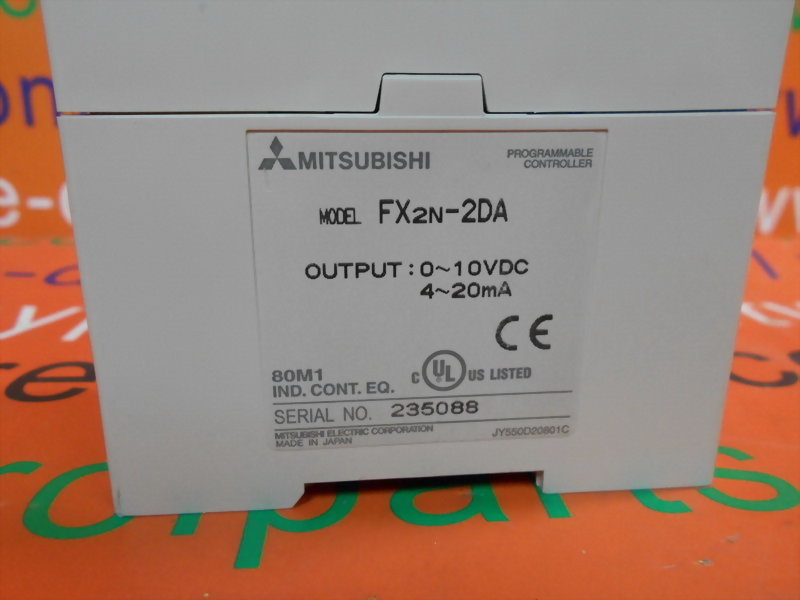 MITSUBISHI
PROGRAMMABLE
CONTROLLER
MODEL FX2N-2DA
OUTPUT : 0~10VDC
4~20mA
CE
80M1
IND. CONT. EQ.
C UL US LISTED
SERIAL NO. 235088
MITSUBISHI ELECTRIC CORPORATION
MADE IN JAPAN
JY550D20801C